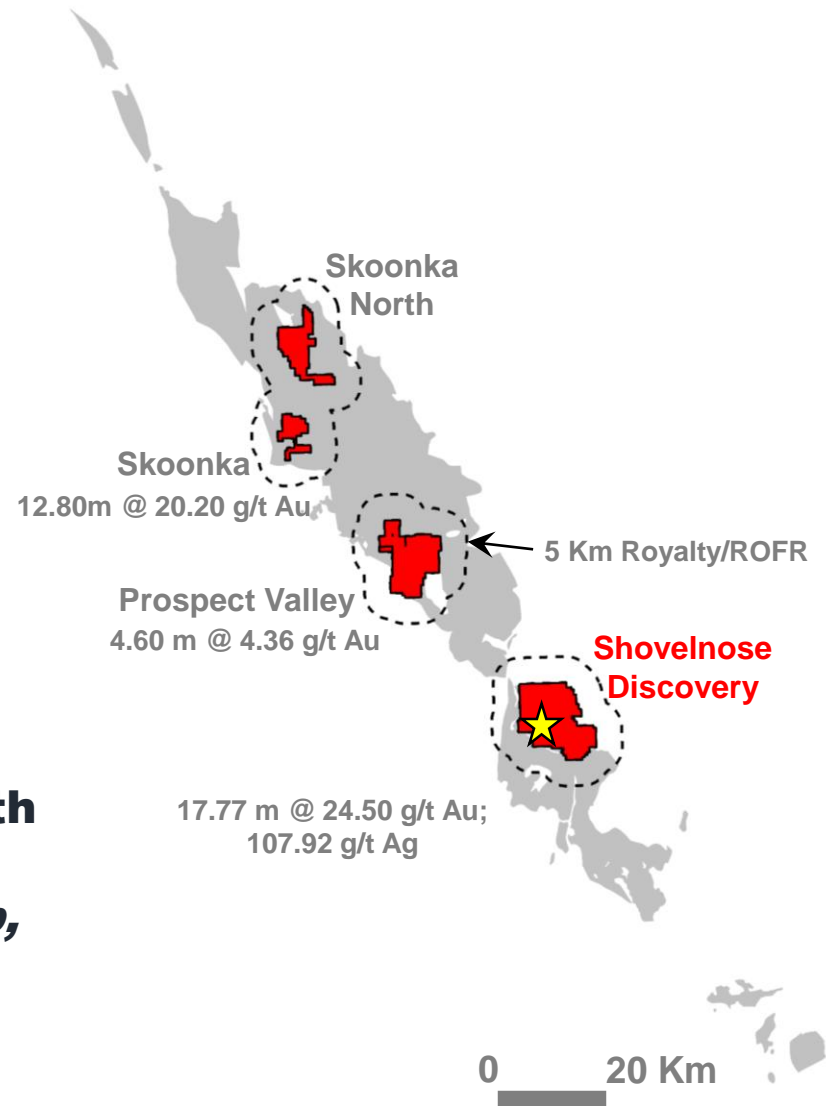 Skoonka
North
Skoonka
12.80m @ 20.20 g/t Au
5 Km Royalty/ROFR
Prospect Valley
4.60 m @ 4.36 g/t Au
Shovelnose
Discovery
17.77 m @ 24.50 g/t Au;
107.92 g/t Ag
0 20 Km